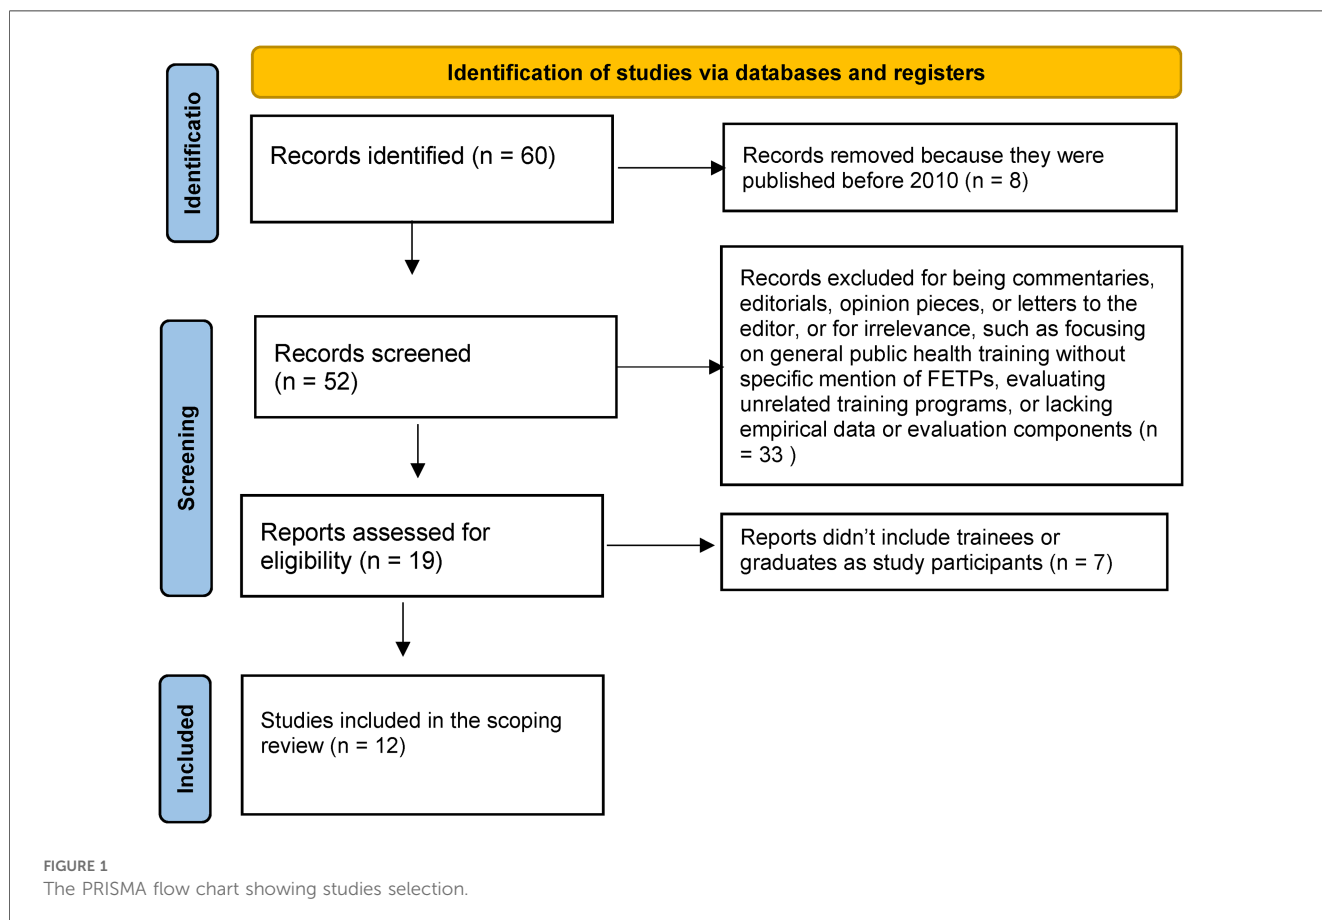 Identification of studies via databases and registers
Identificatio
Records identified (n = 60)
Records removed because they were
published before 2010 (n = 8)
Screening
Records screened
(n = 52)
Records excluded for being commentaries,
editorials, opinion pieces, or letters to the
editor, or for irrelevance, such as focusing
on general public health training without
specific mention of FETPs, evaluating
unrelated training programs, or lacking
empirical data or evaluation components (n
= 33 )
Reports assessed for
eligibility (n = 19)
Reports didn’t include trainees or
graduates as study participants (n = 7)
Included
Studies included in the scoping
review (n = 12)
FIGURE 1
The PRISMA flow chart showing studies selection.